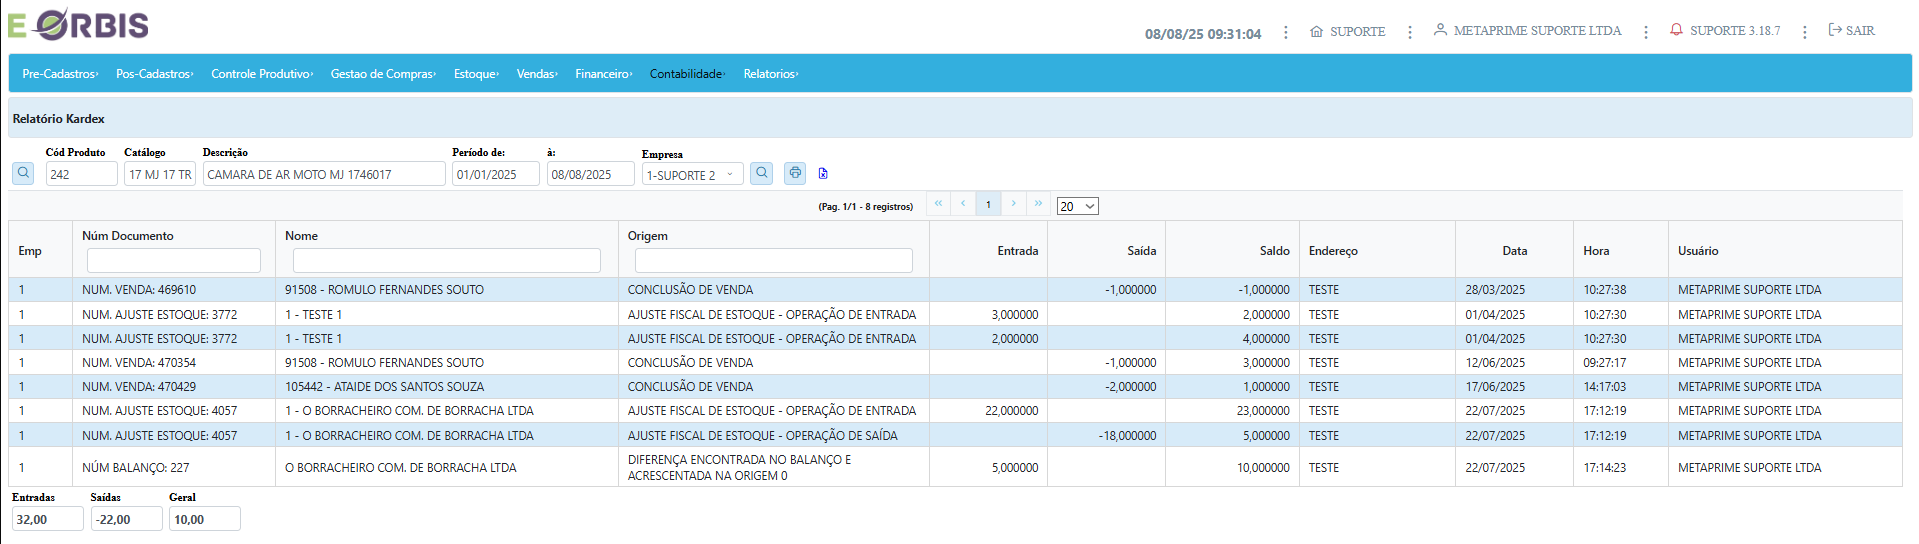 E ORBIS
08/08/25 09:31:04 ⋮ SUPORTE ⋮ METAPRIME SUPORTE LTDA ⋮ SUPORTE 3.18.7 ⋮ SAIR
Pre-Cadastros› Pos-Cadastros› Controle Produtivo› Gestao de Compras› Estoque› Vendas› Financeiro› Contabilidade› Relatorios›
Relatório Kardex
Cód Produto Catálogo Descrição Período de: à: Empresa
242 17 MJ 17 TR CAMARA DE AR MOTO MJ 1746017 01/01/2025 08/08/2025 1-SUPORTE 2
(Pag. 1/1 - 8 registros) 1 20
Emp Núm Documento Nome Origem Entrada Saída Saldo Endereço Data Hora Usuário
1 NUM. VENDA: 469610 91508 - ROMULO FERNANDES SOUTO CONCLUSÃO DE VENDA -1,000000 -1,000000 TESTE 28/03/2025 10:27:38 METAPRIME SUPORTE LTDA
1 NUM. AJUSTE ESTOQUE: 3772 1 - TESTE 1 AJUSTE FISCAL DE ESTOQUE - OPERAÇÃO DE ENTRADA 3,000000 2,000000 TESTE 01/04/2025 10:27:30 METAPRIME SUPORTE LTDA
1 NUM. AJUSTE ESTOQUE: 3772 1 - TESTE 1 AJUSTE FISCAL DE ESTOQUE - OPERAÇÃO DE ENTRADA 2,000000 4,000000 TESTE 01/04/2025 10:27:30 METAPRIME SUPORTE LTDA
1 NUM. VENDA: 470354 91508 - ROMULO FERNANDES SOUTO CONCLUSÃO DE VENDA -1,000000 3,000000 TESTE 12/06/2025 09:27:17 METAPRIME SUPORTE LTDA
1 NUM. VENDA: 470429 105442 - ATAIDE DOS SANTOS SOUZA CONCLUSÃO DE VENDA -2,000000 1,000000 TESTE 17/06/2025 14:17:03 METAPRIME SUPORTE LTDA
1 NUM. AJUSTE ESTOQUE: 4057 1 - O BORRACHEIRO COM. DE BORRACHA LTDA AJUSTE FISCAL DE ESTOQUE - OPERAÇÃO DE ENTRADA 22,000000 23,000000 TESTE 22/07/2025 17:12:19 METAPRIME SUPORTE LTDA
1 NUM. AJUSTE ESTOQUE: 4057 1 - O BORRACHEIRO COM. DE BORRACHA LTDA AJUSTE FISCAL DE ESTOQUE - OPERAÇÃO DE SAÍDA -18,000000 5,000000 TESTE 22/07/2025 17:12:19 METAPRIME SUPORTE LTDA
1 NÚM BALANÇO: 227 O BORRACHEIRO COM. DE BORRACHA LTDA DIFERENÇA ENCONTRADA NO BALANÇO E
ACRESCENTADA NA ORIGEM 0 5,000000 10,000000 TESTE 22/07/2025 17:14:23 METAPRIME SUPORTE LTDA
Entradas Saídas Geral
32,00 -22,00 10,00